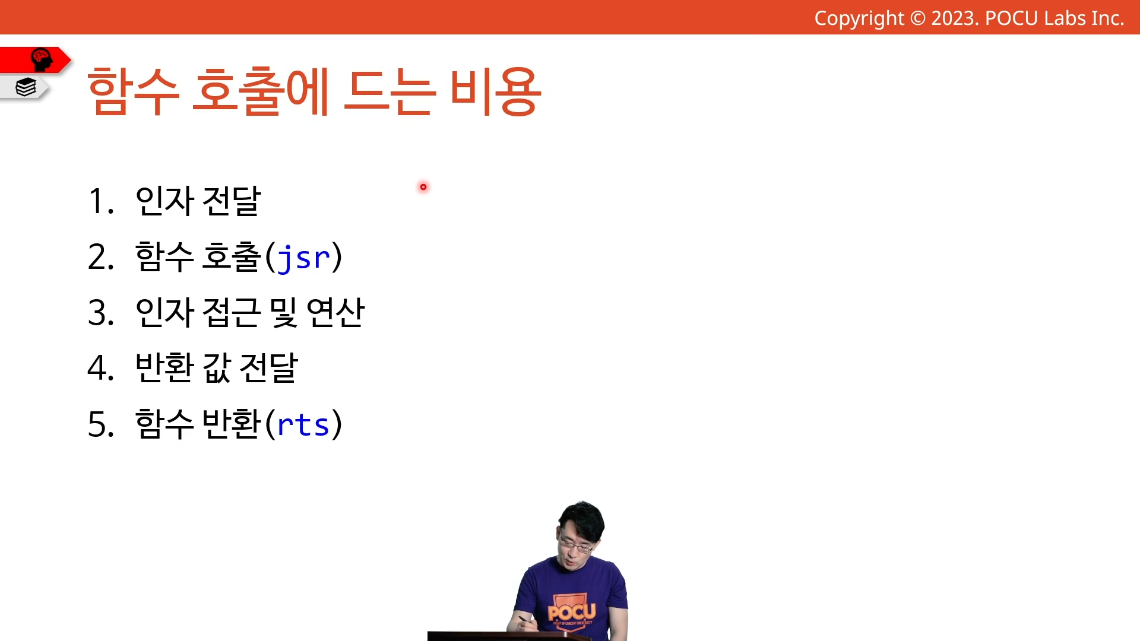 Copyright © 2023. POCU Labs Inc.
함수 호출에 드는 비용
1. 인자 전달
2. 함수 호출(jsr)
3. 인자 접근 및 연산
4. 반환 값 전달
5. 함수 반환(rts)
POCU